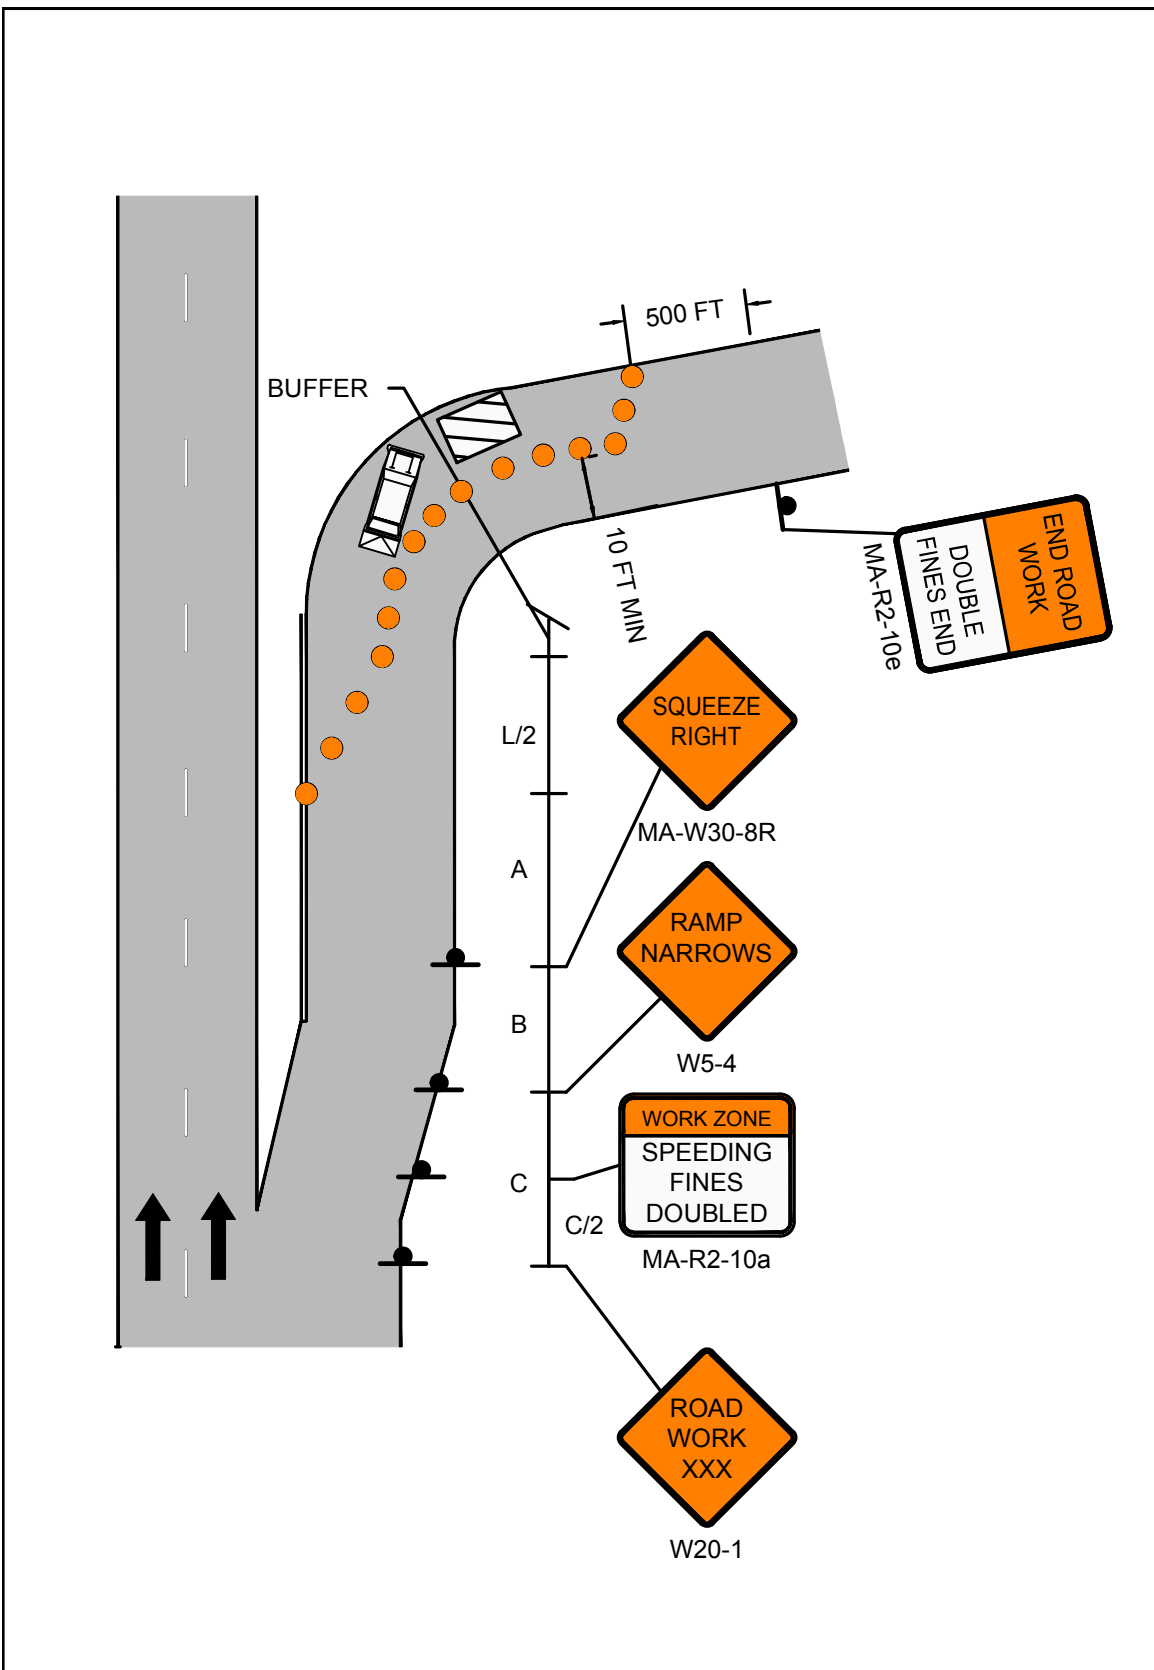 500 FT
BUFFER
10 FT MIN
END ROAD
WORK
DOUBLE
FINES END
MA-R2-10e
SQUEEZE
RIGHT
MA-W30-8R
L/2
A
RAMP
NARROWS
W5-4
B
WORK ZONE
SPEEDING
FINES
DOUBLED
MA-R2-10a
C
C/2
ROAD
WORK
XXX
W20-1